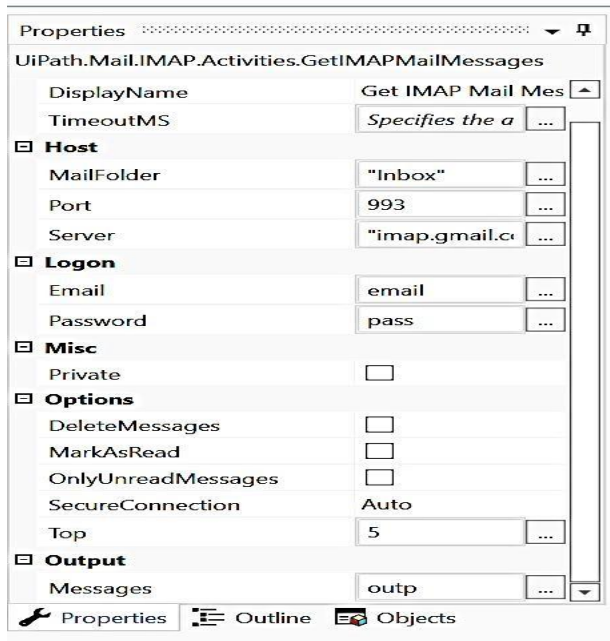 Properties
UiPath.Mail.IMAP.Activities.GetIMAPMailMessages
DisplayName Get IMAP Mail Mes
TimeoutMS Specifies the a ...
Host
MailFolder "Inbox" ...
Port 993 ...
Server "imap.gmail.c ...
Logon
Email email ...
Password pass ...
Misc
Private
Options
DeleteMessages
MarkAsRead
OnlyUnreadMessages
SecureConnection Auto
Top 5 ...
Output
Messages outp ...
Properties Outline Objects